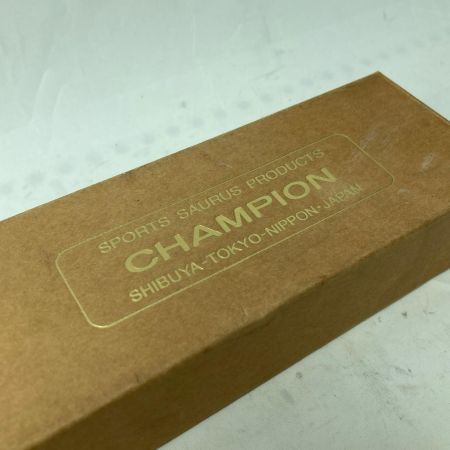 SPORTS SAURUS PRODUCTS
CHAMPION
SHIBUYA-TOKYO-NIPPON-JAPAN